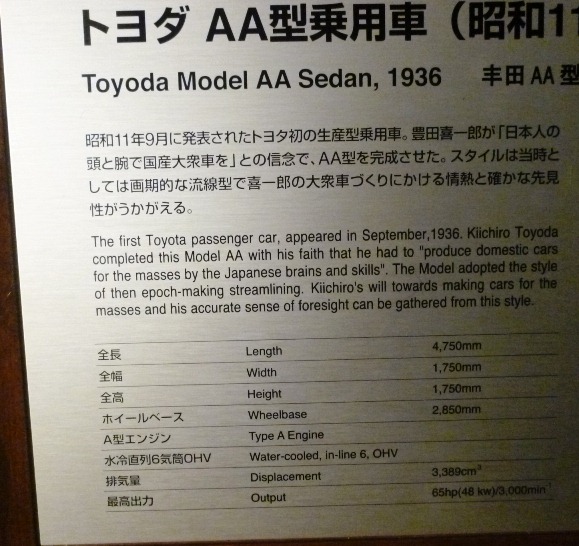 トヨダ AA型乗用車（昭和11
Toyoda Model AA Sedan, 1936 丰田 AA 型
昭和11年9月に発表されたトヨタ初の生産型乗用車。豊田喜一郎が「日本人の
頭と腕で国産大衆車を」との信念で、AA型を完成させた。スタイルは当時と
しては画期的な流線型で喜一郎の大衆車づくりにかける情熱と確かな先見
性がうかがえる。
The first Toyota passenger car, appeared in September,1936. Kiichiro Toyoda
completed this Model AA with his faith that he had to "produce domestic cars
for the masses by the Japanese brains and skills". The Model adopted the style
of then epoch-making streamlining. Kiichiro's will towards making cars for the
masses and his accurate sense of foresight can be gathered from this style.
全長 Length 4,750mm
全幅 Width 1,750mm
全高 Height 1,750mm
ホイールベース Wheelbase 2,850mm
A型エンジン Type A Engine
水冷直列6気筒OHV Water-cooled, in-line 6, OHV
排気量 Displacement 3,389cm³
最高出力 Output 65hp(48 kw)/3,000min⁻¹